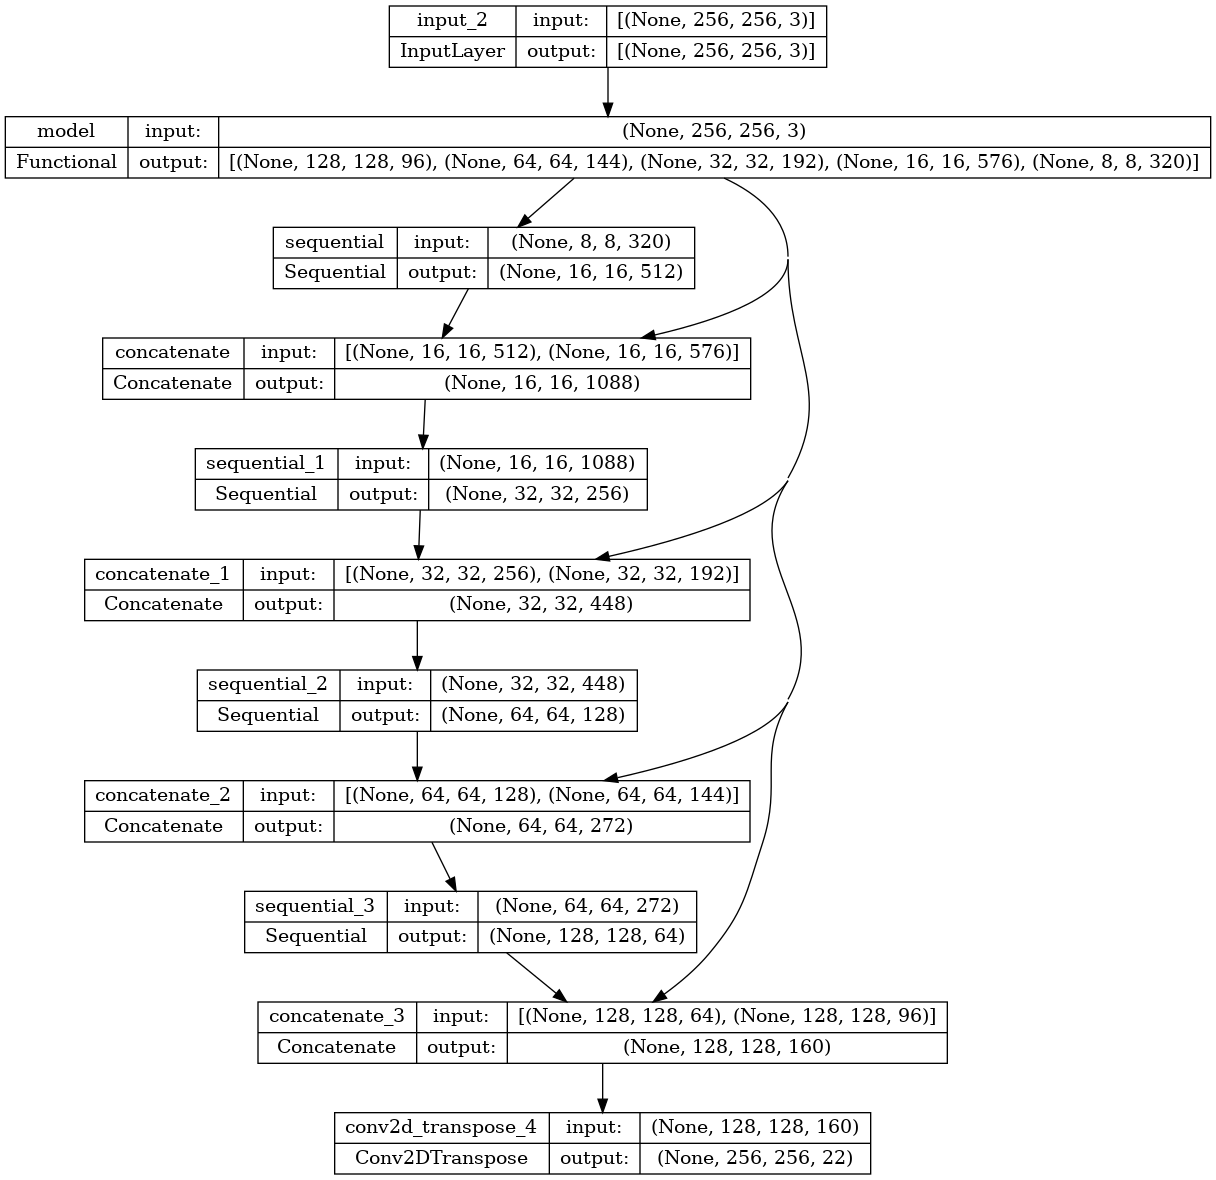 input_2 input: [(None, 256, 256, 3)]
InputLayer output: [(None, 256, 256, 3)]
model input: (None, 256, 256, 3)
Functional output: [(None, 128, 128, 96), (None, 64, 64, 144), (None, 32, 32, 192), (None, 16, 16, 576), (None, 8, 8, 320)]
sequential input: (None, 8, 8, 320)
Sequential output: (None, 16, 16, 512)
concatenate input: [(None, 16, 16, 512), (None, 16, 16, 576)]
Concatenate output: (None, 16, 16, 1088)
sequential_1 input: (None, 16, 16, 1088)
Sequential output: (None, 32, 32, 256)
concatenate_1 input: [(None, 32, 32, 256), (None, 32, 32, 192)]
Concatenate output: (None, 32, 32, 448)
sequential_2 input: (None, 32, 32, 448)
Sequential output: (None, 64, 64, 128)
concatenate_2 input: [(None, 64, 64, 128), (None, 64, 64, 144)]
Concatenate output: (None, 64, 64, 272)
sequential_3 input: (None, 64, 64, 272)
Sequential output: (None, 128, 128, 64)
concatenate_3 input: [(None, 128, 128, 64), (None, 128, 128, 96)]
Concatenate output: (None, 128, 128, 160)
conv2d_transpose_4 input: (None, 128, 128, 160)
Conv2DTranspose output: (None, 256, 256, 22)